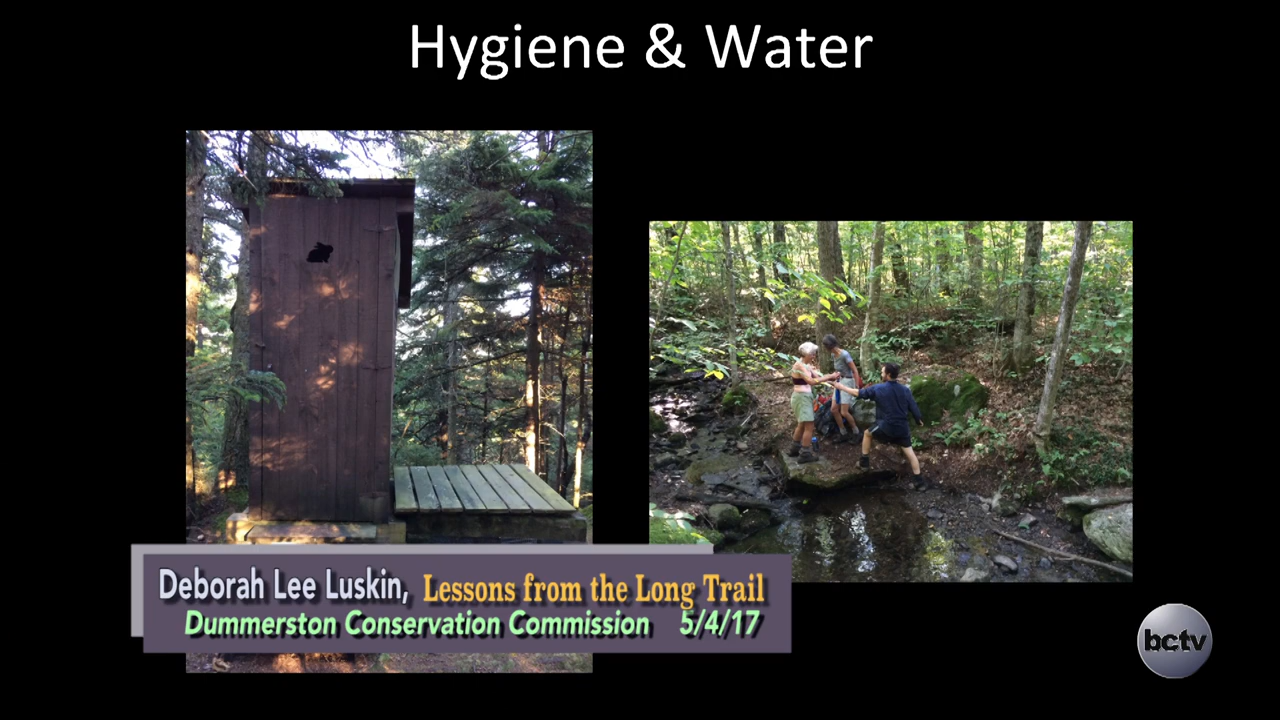 Hygiene & Water
Deborah Lee Luskin, Lessons from the Long Trail
Dummerston Conservation Commission 5/4/17
bctv